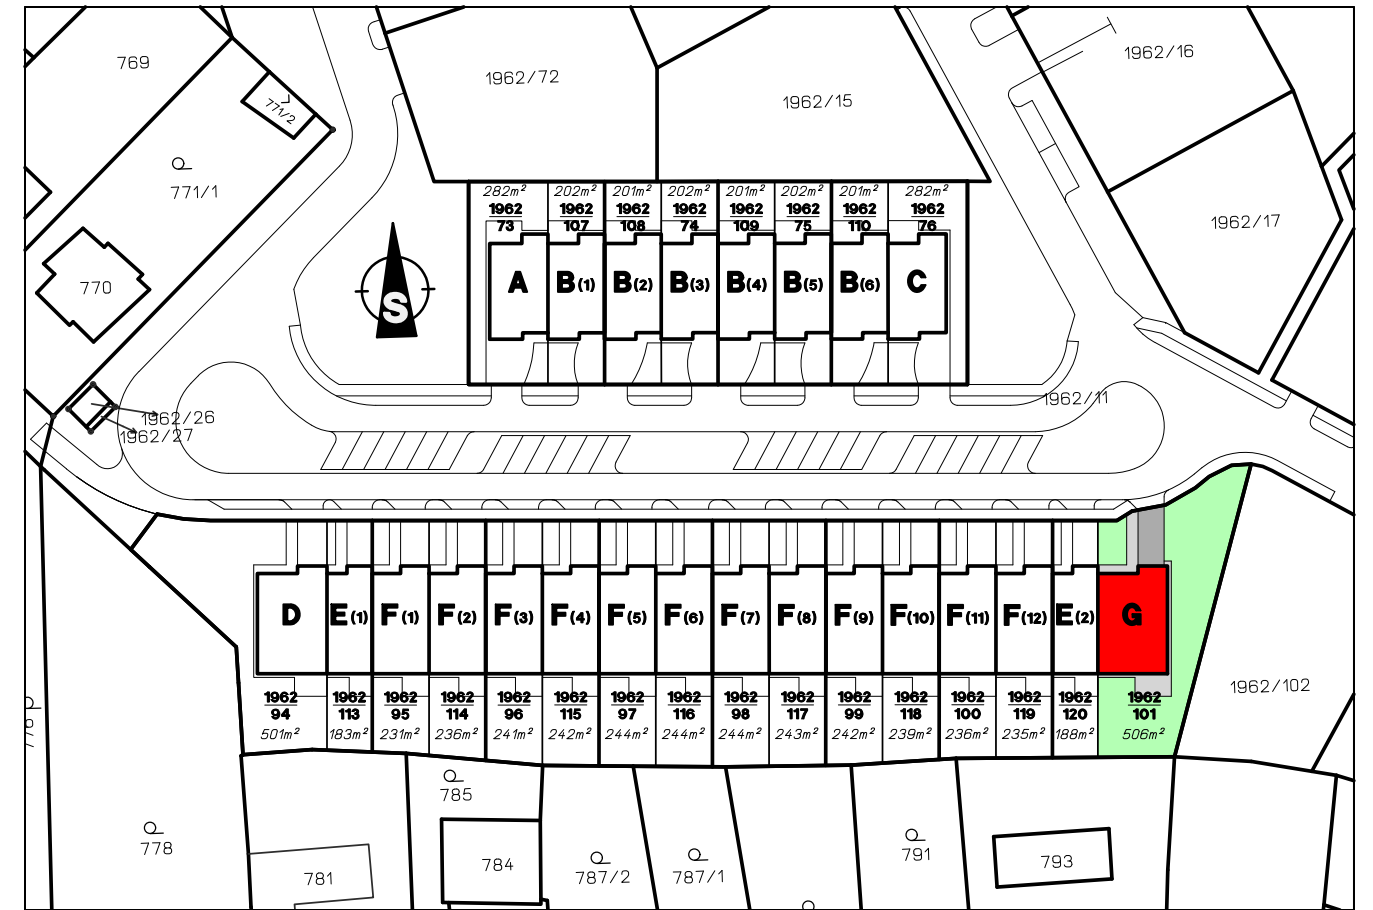 769
1962/72
1962/15
1962/16
771/2
771/1
1962/17
770
282m² 202m² 201m² 202m² 201m² 202m² 201m² 282m²
1962 1962 1962 1962 1962 1962 1962 1962
73 107 108 74 109 75 110 76
A B(1) B(2) B(3) B(4) B(5) B(6) C
S
1962/11
1962/26
1962/27
D E(1) F(1) F(2) F(3) F(4) F(5) F(6) F(7) F(8) F(9) F(10) F(11) F(12) E(2) G
1962 1962 1962 1962 1962 1962 1962 1962 1962 1962 1962 1962 1962 1962 1962 1962
94 113 95 114 96 115 97 116 98 117 99 118 100 119 120 101
501m² 183m² 231m² 236m² 241m² 242m² 244m² 244m² 244m² 243m² 242m² 239m² 236m² 235m² 188m² 506m²
1962/102
785
778
781
784
787/2
787/1
791
793